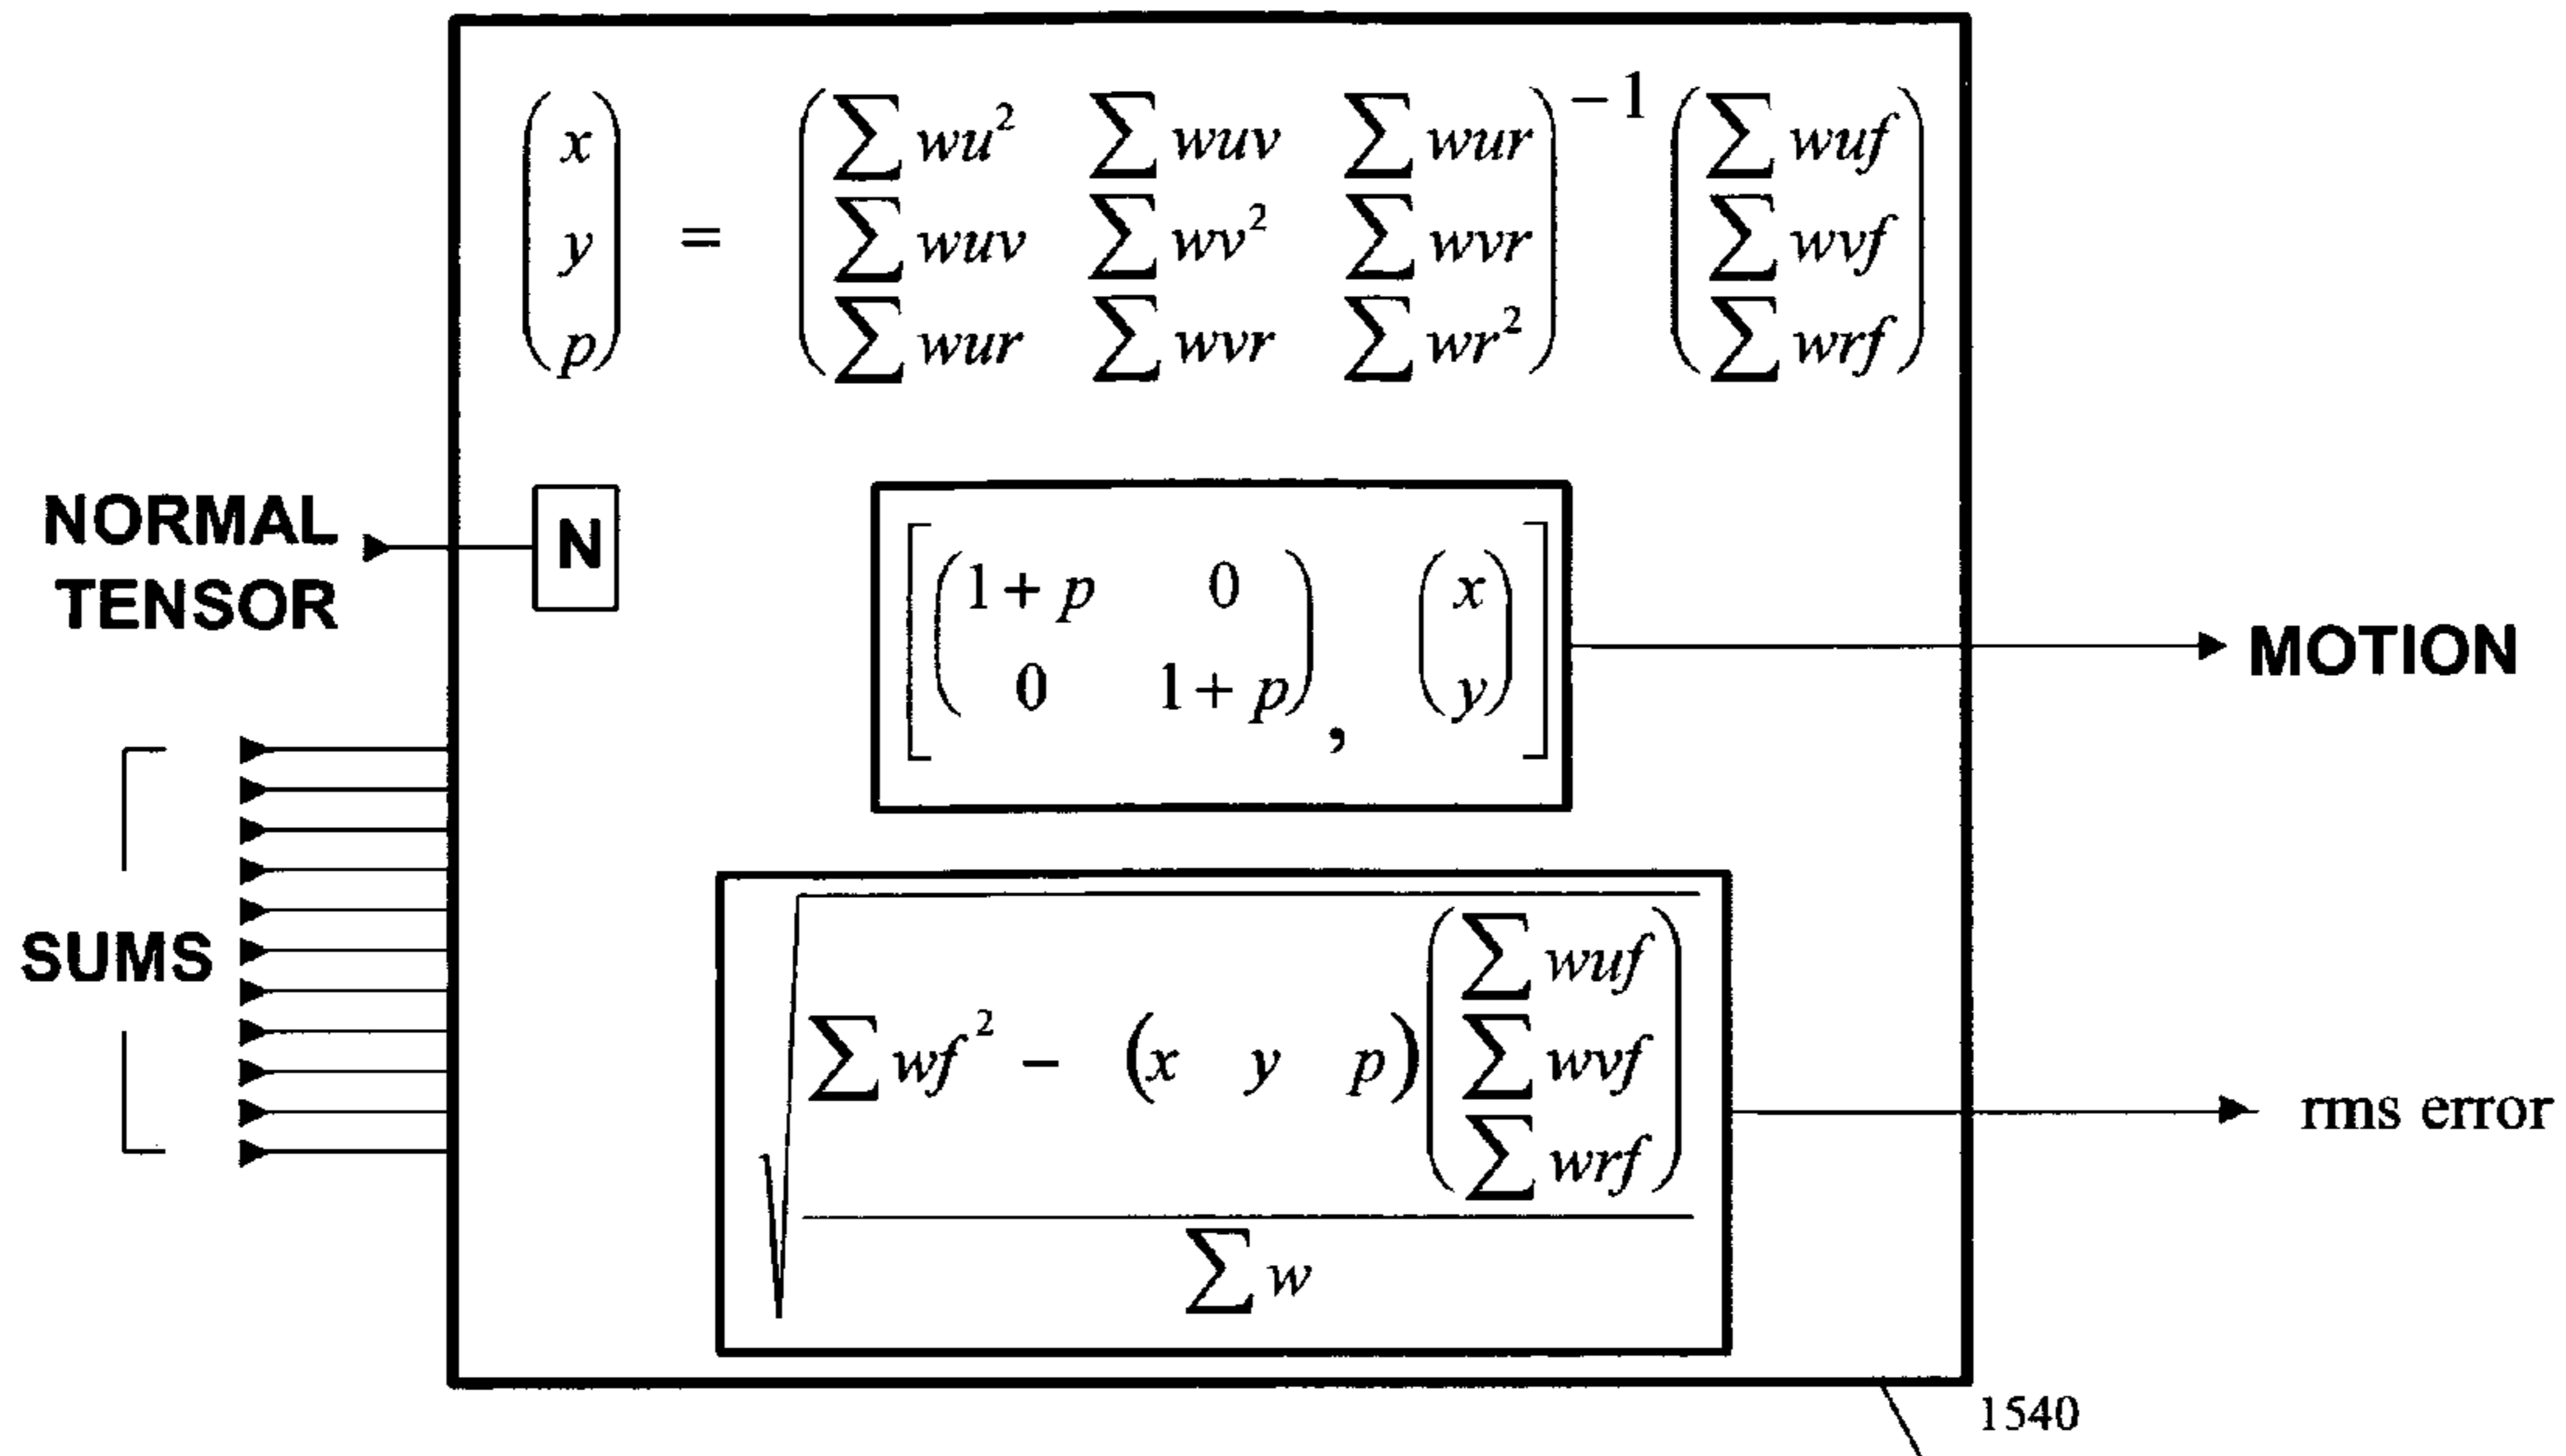 (x y p) = (∑wu² ∑wuv ∑wur
∑wuv ∑wv² ∑wvr
∑wur ∑wvr ∑wr²)−1 (∑wuf ∑wvf ∑wrf)
NORMAL
TENSOR
N
[(1+p 0
0 1+p), (x y)]
MOTION
SUMS
√ ∑wf² − (x y p)(∑wuf ∑wvf ∑wrf)
∑w
rms error
1540